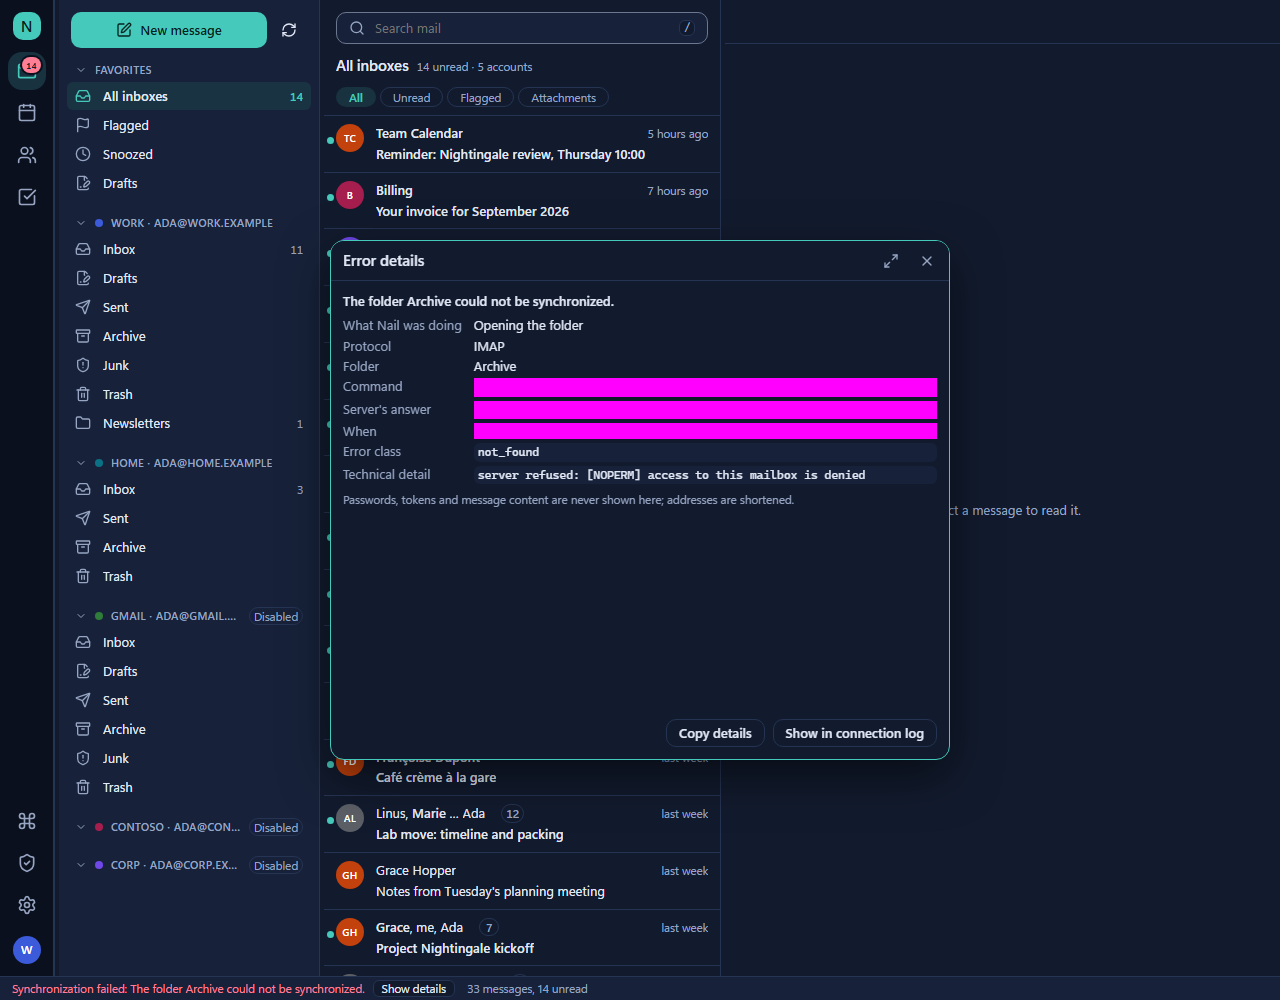 N
New message
14
FAVORITES
All inboxes 14
Flagged
Snoozed
Drafts
WORK · ADA@WORK.EXAMPLE
Inbox 11
Drafts
Sent
Archive
Junk
Trash
Newsletters 1
HOME · ADA@HOME.EXAMPLE
Inbox 3
Sent
Archive
Trash
GMAIL · ADA@GMAIL.... Disabled
Inbox
Drafts
Sent
Archive
Junk
Trash
CONTOSO · ADA@CON... Disabled
CORP · ADA@CORP.EX... Disabled
W
Search mail /
All inboxes 14 unread · 5 accounts
All Unread Flagged Attachments
TC Team Calendar 5 hours ago
Reminder: Nightingale review, Thursday 10:00
B Billing 7 hours ago
Your invoice for September 2026
Error details
The folder Archive could not be synchronized.
What Nail was doing Opening the folder
Protocol IMAP
Folder Archive
Command
Server's answer
When
Error class not_found
Technical detail server refused: [NOPERM] access to this mailbox is denied
Passwords, tokens and message content are never shown here; addresses are shortened.
Copy details Show in connection log
a message to read it.
Café crème à la gare
AL Linus, Marie ... Ada 12 last week
Lab move: timeline and packing
GH Grace Hopper last week
Notes from Tuesday's planning meeting
GH Grace, me, Ada 7 last week
Project Nightingale kickoff
Synchronization failed: The folder Archive could not be synchronized. Show details 33 messages, 14 unread